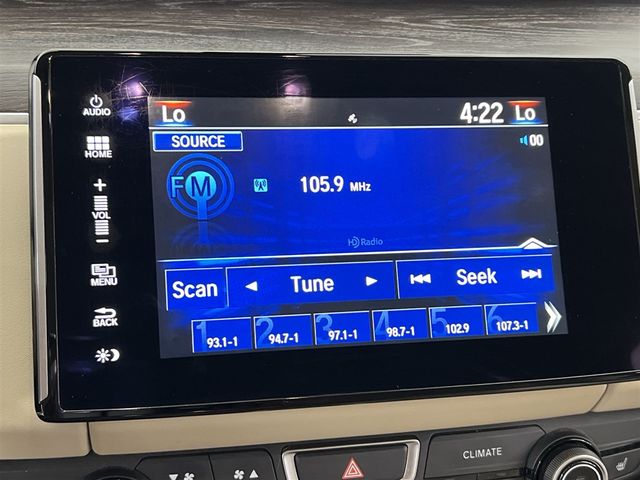 AUDIO
Lo 4:22 Lo
SOURCE 00
HOME
FM 105.9 MHz
VOL
HD Radio
MENU
Scan Tune Seek
BACK
1 2 3 4 5 6
93.1-1 94.7-1 97.1-1 98.7-1 102.9 107.3-1
CLIMATE